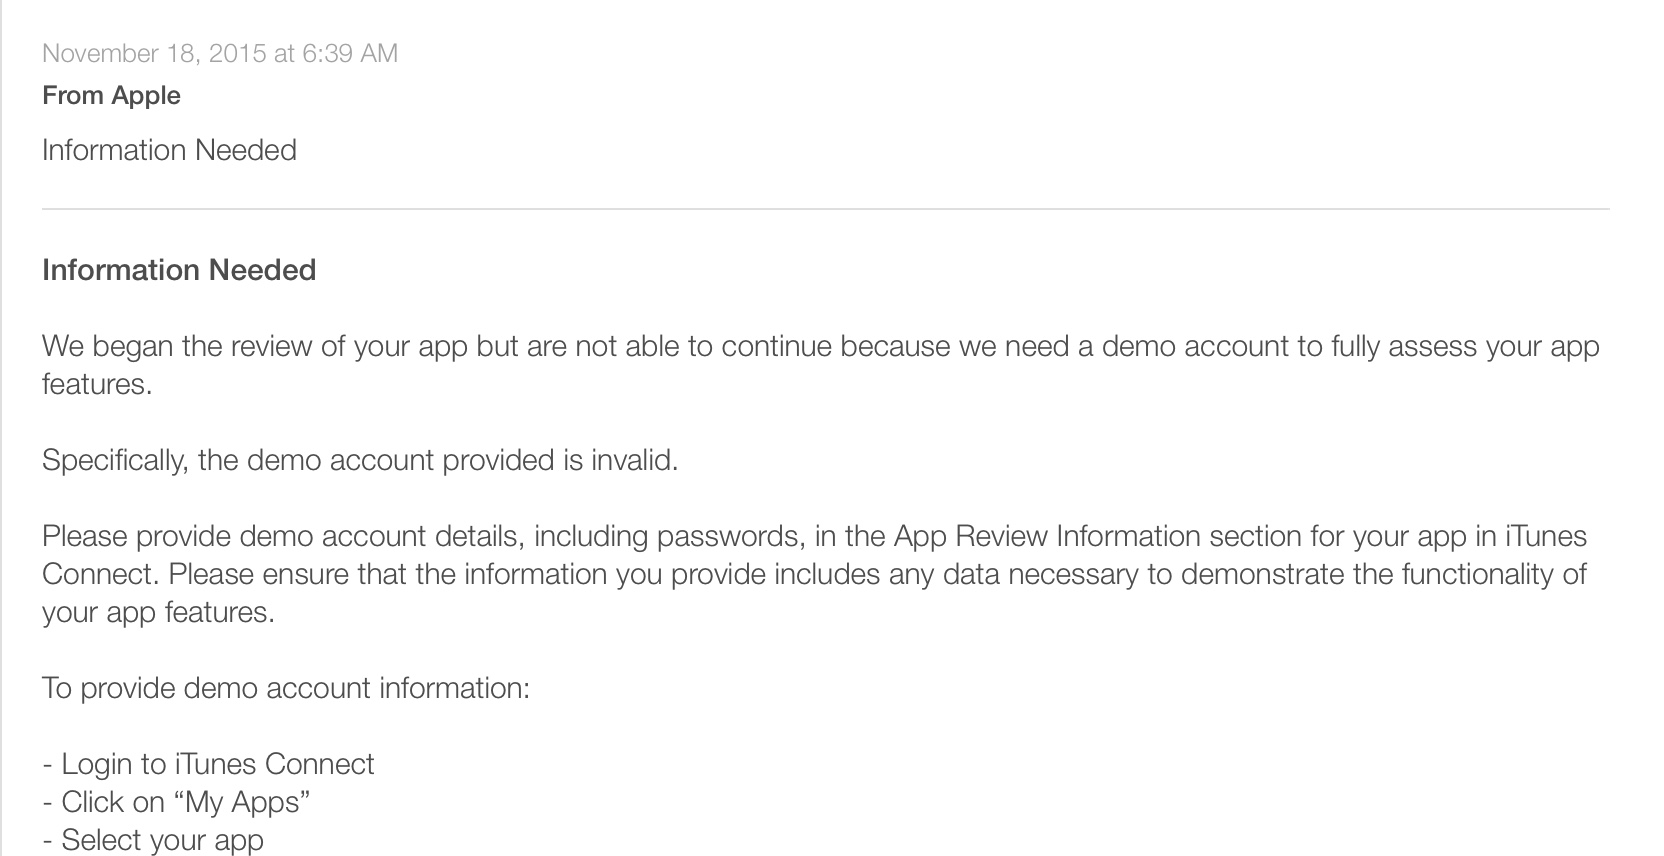 November 18, 2015 at 6:39 AM
From Apple
Information Needed
Information Needed
We began the review of your app but are not able to continue because we need a demo account to fully assess your app
features.
Specifically, the demo account provided is invalid.
Please provide demo account details, including passwords, in the App Review Information section for your app in iTunes
Connect. Please ensure that the information you provide includes any data necessary to demonstrate the functionality of
your app features.
To provide demo account information:
- Login to iTunes Connect
- Click on “My Apps”
- Select your app